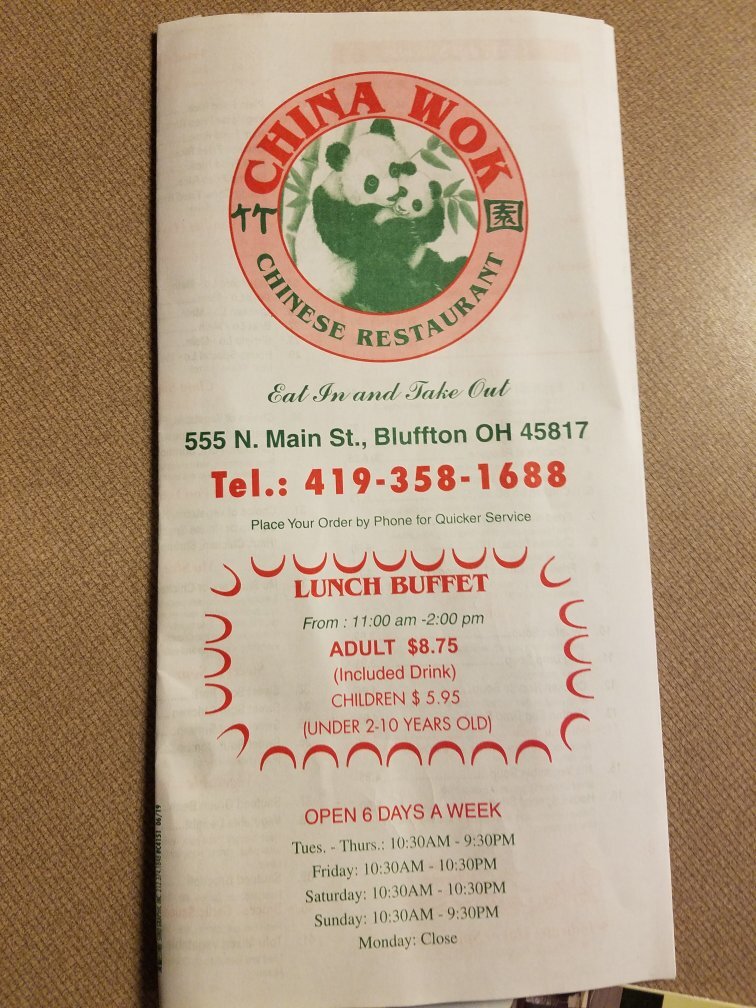 CHINA WOK
竹
園
CHINESE RESTAURANT
Eat In and Take Out
555 N. Main St., Bluffton OH 45817
Tel.: 419-358-1688
Place Your Order by Phone for Quicker Service
LUNCH BUFFET
From : 11:00 am -2:00 pm
ADULT $8.75
(Included Drink)
CHILDREN $ 5.95
(UNDER 2-10 YEARS OLD)
OPEN 6 DAYS A WEEK
Tues. - Thurs.: 10:30AM - 9:30PM
Friday: 10:30AM - 10:30PM
Saturday: 10:30AM - 10:30PM
Sunday: 10:30AM - 9:30PM
Monday: Close
06/19